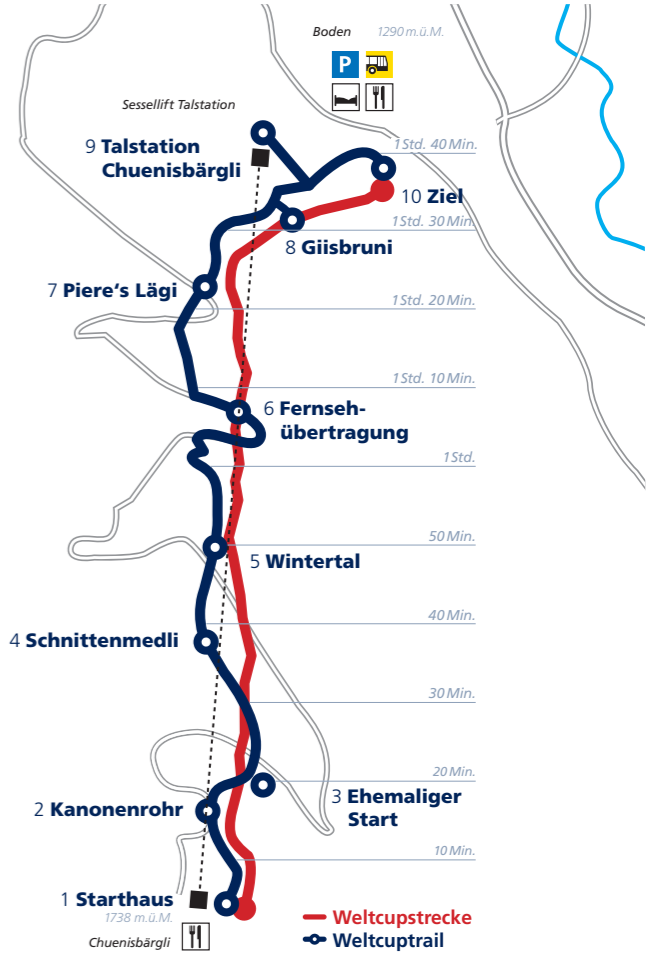 Boden 1290 m.ü.M.
P
Sessellift Talstation
9 Talstation
Chuenisbärgli
1 Std. 40 Min.
10 Ziel
1 Std. 30 Min.
8 Giisbruni
7 Piere's Lägi
1 Std. 20 Min.
1 Std. 10 Min.
6 Fernseh-
übertragung
1 Std.
50 Min.
5 Wintertal
40 Min.
4 Schnittenmedli
30 Min.
20 Min.
3 Ehemaliger
Start
2 Kanonenrohr
10 Min.
1 Starthaus
1738 m.ü.M.
Chuenisbärgli
Weltcupstrecke
Weltcuptrail